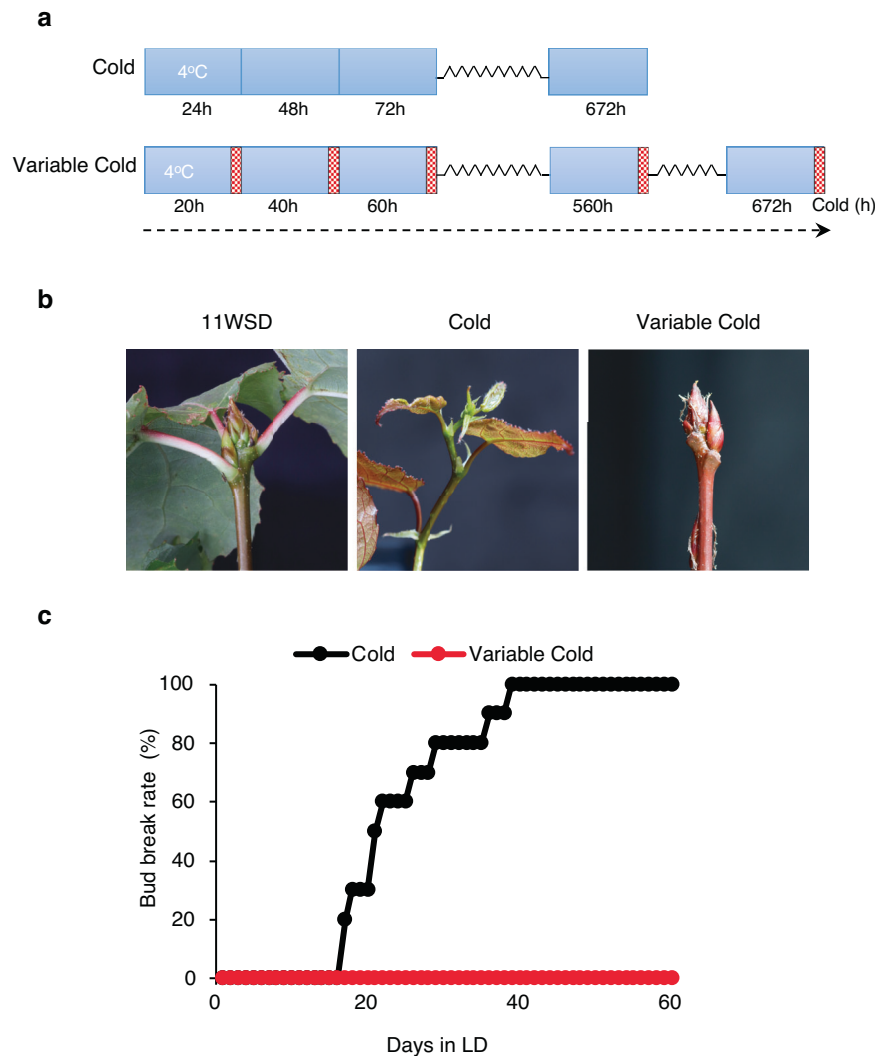 a
Cold
4°C
24h 48h 72h 672h
Variable Cold
4°C
20h 40h 60h 560h 672h Cold (h)
b
11WSD Cold Variable Cold
c
Cold Variable Cold
Bud break rate (%)
100
80
60
40
20
0
0 20 40 60
Days in LD